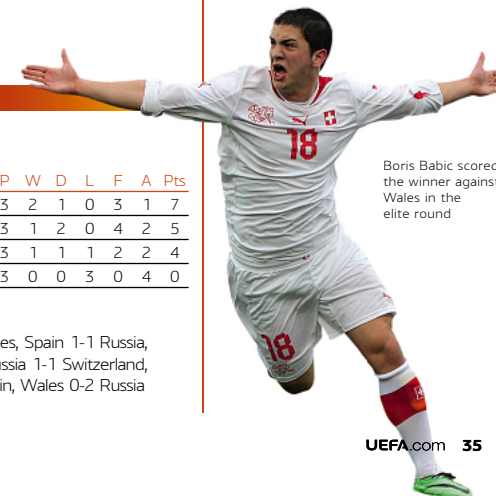 P W D L F A Pts
3 2 1 0 3 1 7
3 1 2 0 4 2 5
3 1 1 1 2 2 4
3 0 0 3 0 4 0
es, Spain 1-1 Russia,
ssia 1-1 Switzerland,
in, Wales 0-2 Russia
18
18
Boris Babic scored
the winner against
Wales in the
elite round
UEFA.com 35